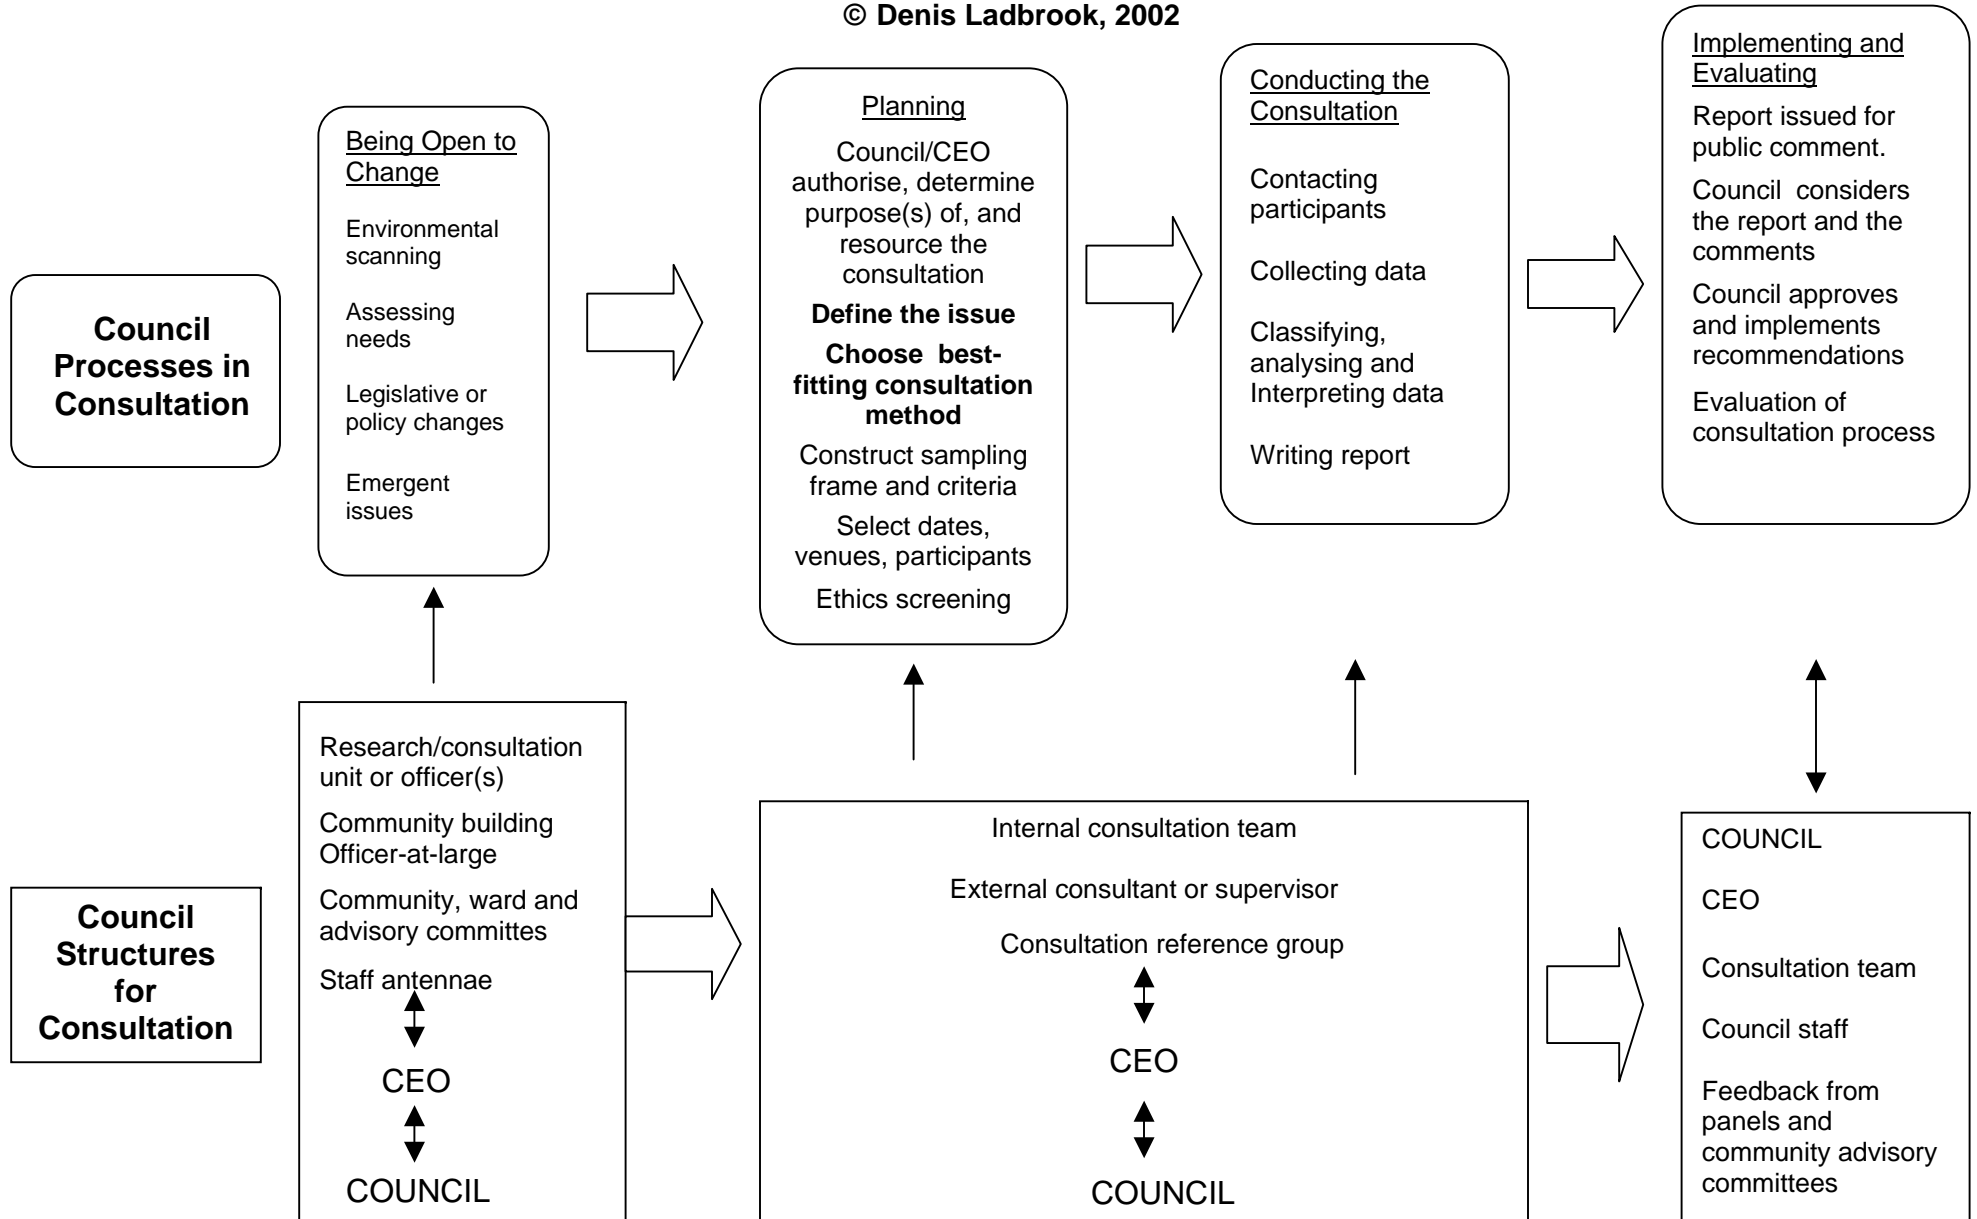 © Denis Ladbrook, 2002
Council
Processes in
Consultation
Being Open to
Change
Environmental
scanning
Assessing
needs
Legislative or
policy changes
Emergent
issues
Planning
Council/CEO
authorise, determine
purpose(s) of, and
resource the
consultation
Define the issue
Choose best-
fitting consultation
method
Construct sampling
frame and criteria
Select dates,
venues, participants
Ethics screening
Conducting the
Consultation
Contacting
participants
Collecting data
Classifying,
analysing and
Interpreting data
Writing report
Implementing and
Evaluating
Report issued for
public comment.
Council considers
the report and the
comments
Council approves
and implements
recommendations
Evaluation of
consultation process
Council
Structures
for
Consultation
Research/consultation
unit or officer(s)
Community building
Officer-at-large
Community, ward and
advisory committes
Staff antennae
CEO
COUNCIL
Internal consultation team
External consultant or supervisor
Consultation reference group
CEO
COUNCIL
COUNCIL
CEO
Consultation team
Council staff
Feedback from
panels and
community advisory
committees